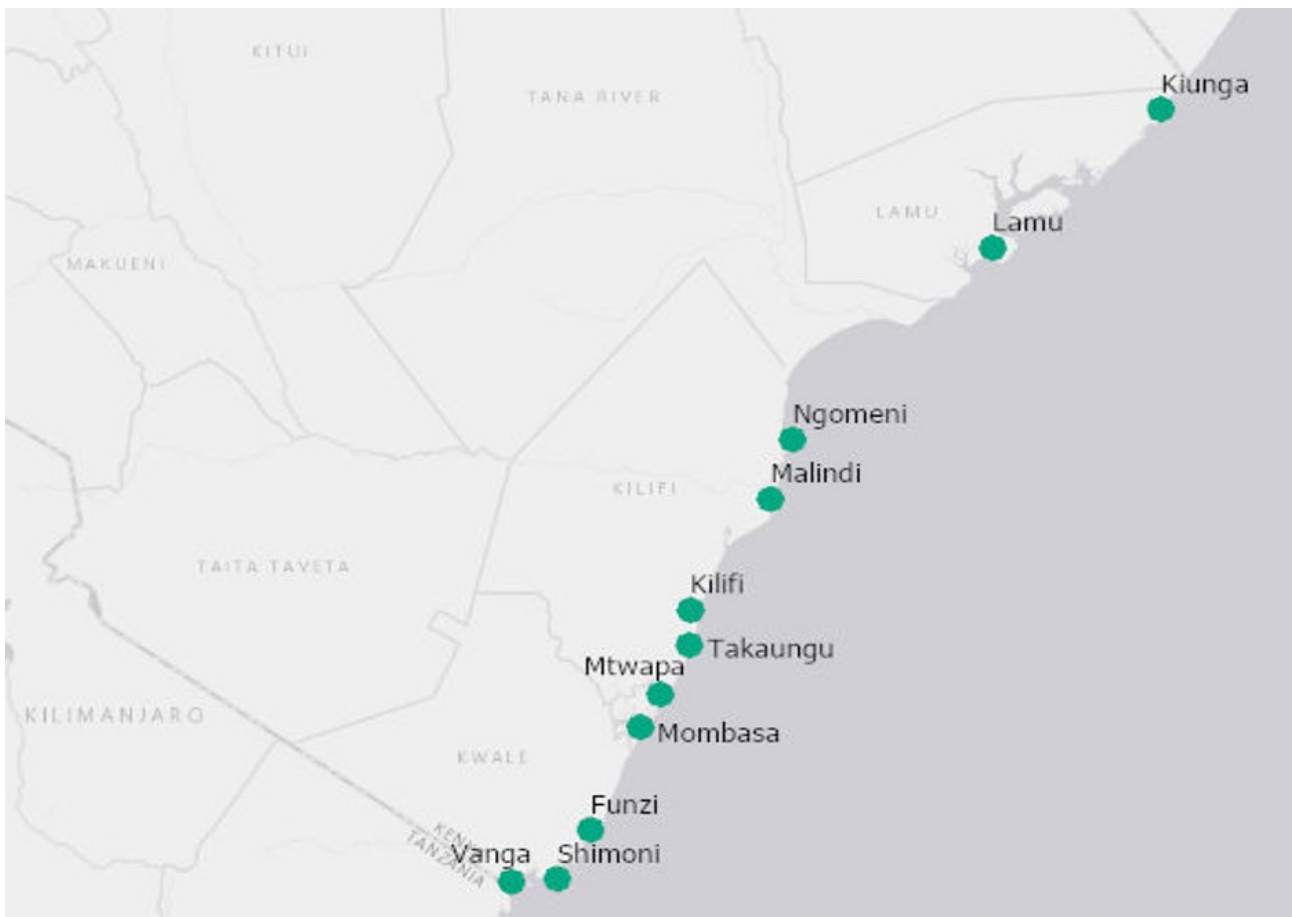 KITUI
Kiunga
TANA RIVER
LAMU
Lamu
MAKUENI
Ngomeni
Malindi
KILIFI
TAITA TAVETA
Kilifi
Takaungu
Mtwapa
KILIMANJARO
Mombasa
KWALE
Funzi
KENYA
TANZANIA
Vanga
Shimoni